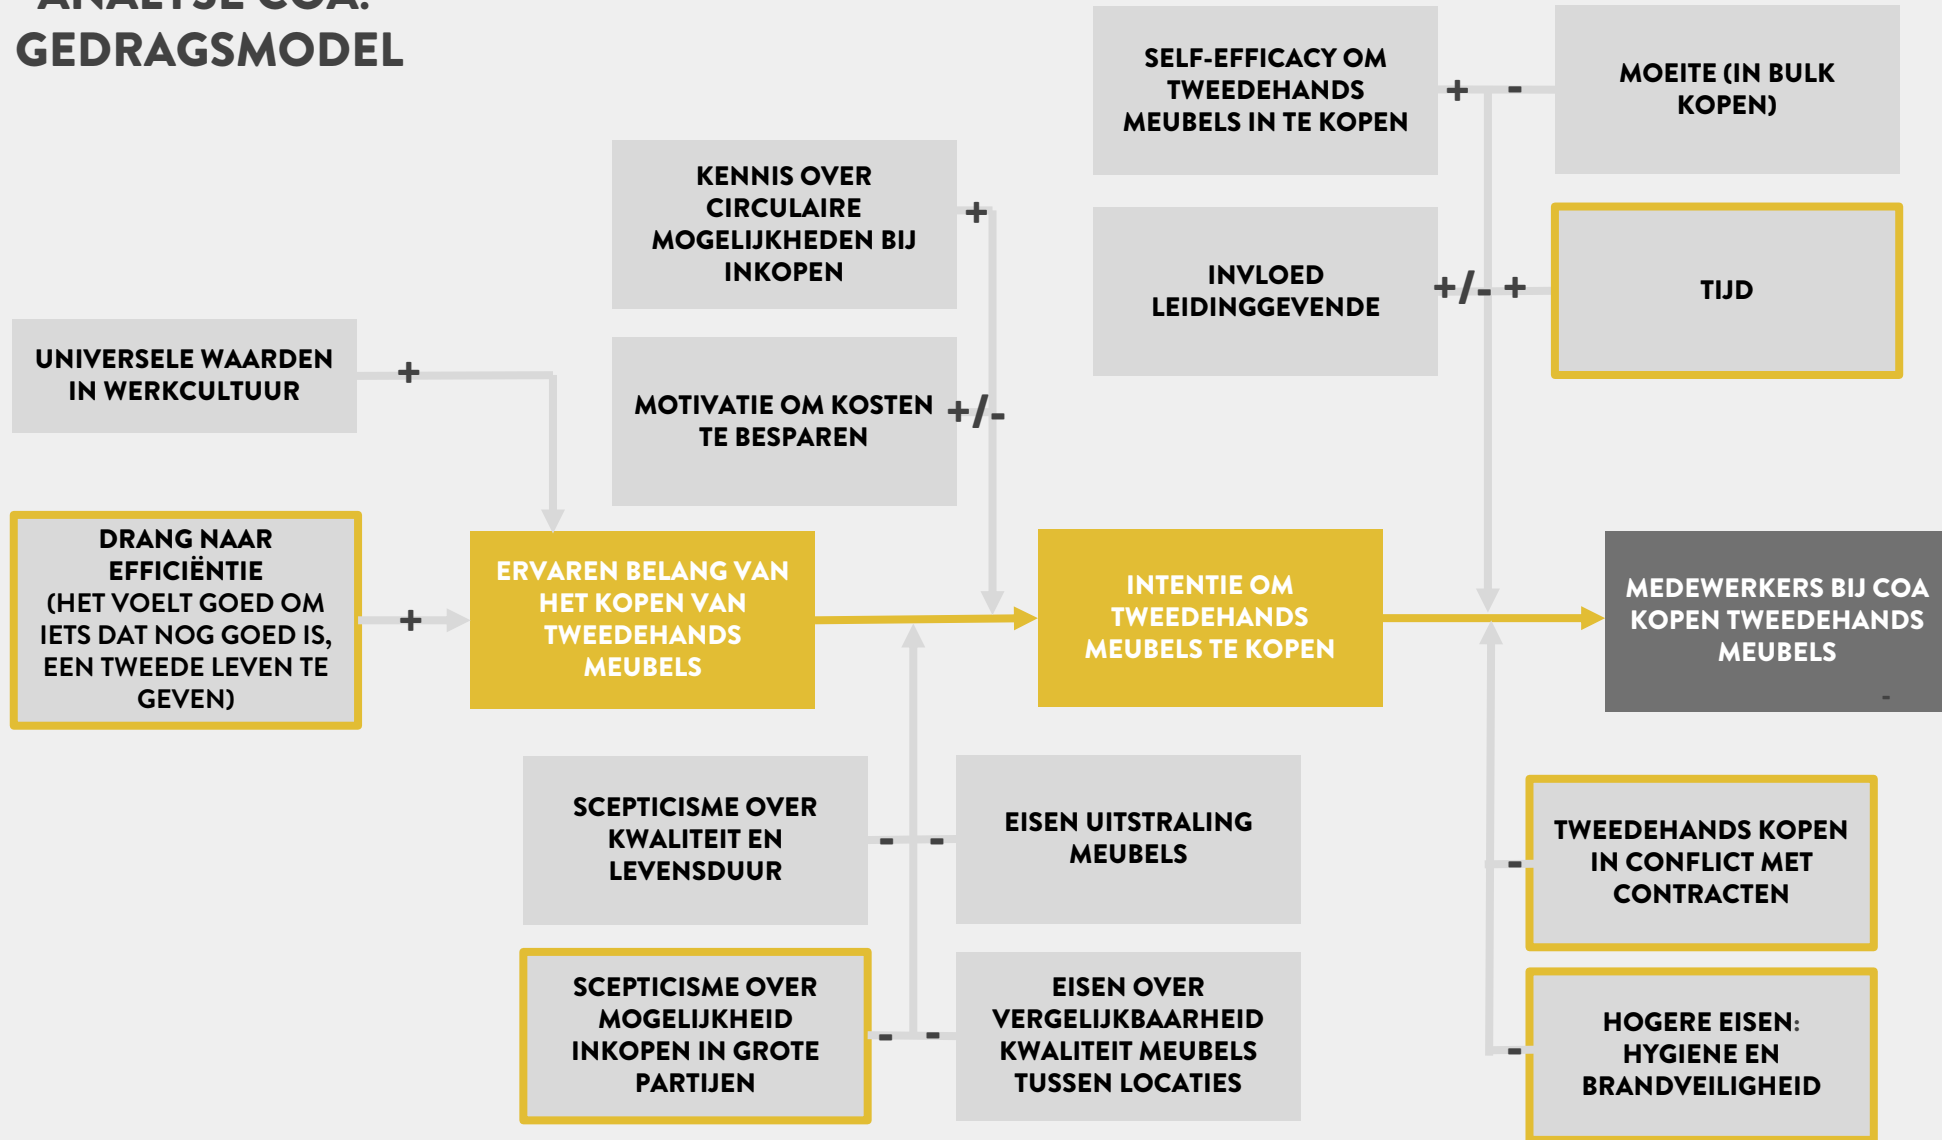 ANALYSE COA:
GEDRAGSMODEL
SELF-EFFICACY OM
TWEEDEHANDS
MEUBELS IN TE KOPEN
+
-
MOEITE (IN BULK
KOPEN)
KENNIS OVER
CIRCULAIRE
MOGELIJKHEDEN BIJ
INKOPEN
+
INVLOED
LEIDINGGEVENDE
+/-
+
TIJD
UNIVERSELE WAARDEN
IN WERKCULTUUR
+
MOTIVATIE OM KOSTEN
TE BESPAREN
+/-
DRANG NAAR
EFFICIËNTIE
(HET VOELT GOED OM
IETS DAT NOG GOED IS,
EEN TWEEDE LEVEN TE
GEVEN)
+
ERVAREN BELANG VAN
HET KOPEN VAN
TWEEDEHANDS
MEUBELS
INTENTIE OM
TWEEDEHANDS
MEUBELS TE KOPEN
MEDEWERKERS BIJ COA
KOPEN TWEEDEHANDS
MEUBELS
-
SCEPTICISME OVER
KWALITEIT EN
LEVENSDUUR
-
-
EISEN UITSTRALING
MEUBELS
TWEEDEHANDS KOPEN
IN CONFLICT MET
CONTRACTEN
-
SCEPTICISME OVER
MOGELIJKHEID
INKOPEN IN GROTE
PARTIJEN
-
-
EISEN OVER
VERGELIJKBAARHEID
KWALITEIT MEUBELS
TUSSEN LOCATIES
-
HOGERE EISEN:
HYGIENE EN
BRANDVEILIGHEID